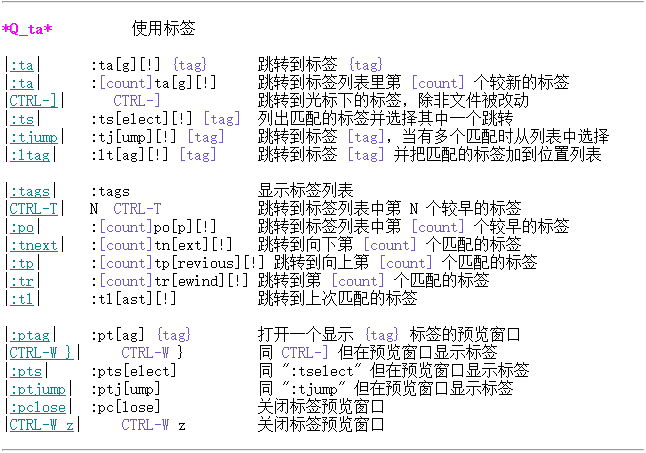 *Q_ta* 使用标签
|:ta| :ta[g][!] {tag} 跳转到标签 {tag}
|:ta| :[count]ta[g][!] 跳转到标签列表里第 [count] 个较新的标签
|CTRL-]| CTRL-] 跳转到光标下的标签，除非文件被改动
|:ts| :ts[elect][!] [tag] 列出匹配的标签并选择其中一个跳转
|:tjump| :tj[ump][!] [tag] 跳转到标签 [tag]，当有多个匹配时从列表中选择
|:ltag| :lt[ag][!] [tag] 跳转到标签 [tag] 并把匹配的标签加到位置列表
|:tags| :tags 显示标签列表
|CTRL-T| N CTRL-T 跳转到标签列表中第 N 个较早的标签
|:po| :[count]po[p][!] 跳转到标签列表中第 [count] 个较早的标签
|:tnext| :[count]tn[ext][!] 跳转到向下第 [count] 个匹配的标签
|:tp| :[count]tp[revious][!] 跳转到向上第 [count] 个匹配的标签
|:tr| :[count]tr[ewind][!] 跳转到第 [count] 个匹配的标签
|:tl| :tl[ast][!] 跳转到上次匹配的标签
|:ptag| :pt[ag] {tag} 打开一个显示 {tag} 标签的预览窗口
|CTRL-W_}| CTRL-W } 同 CTRL-] 但在预览窗口显示标签
|:pts| :pts[elect] 同 ":tselect" 但在预览窗口显示标签
|:ptjump| :ptj[ump] 同 ":tjump" 但在预览窗口显示标签
|:pclose| :pc[lose] 关闭标签预览窗口
|CTRL-W_z| CTRL-W z 关闭标签预览窗口